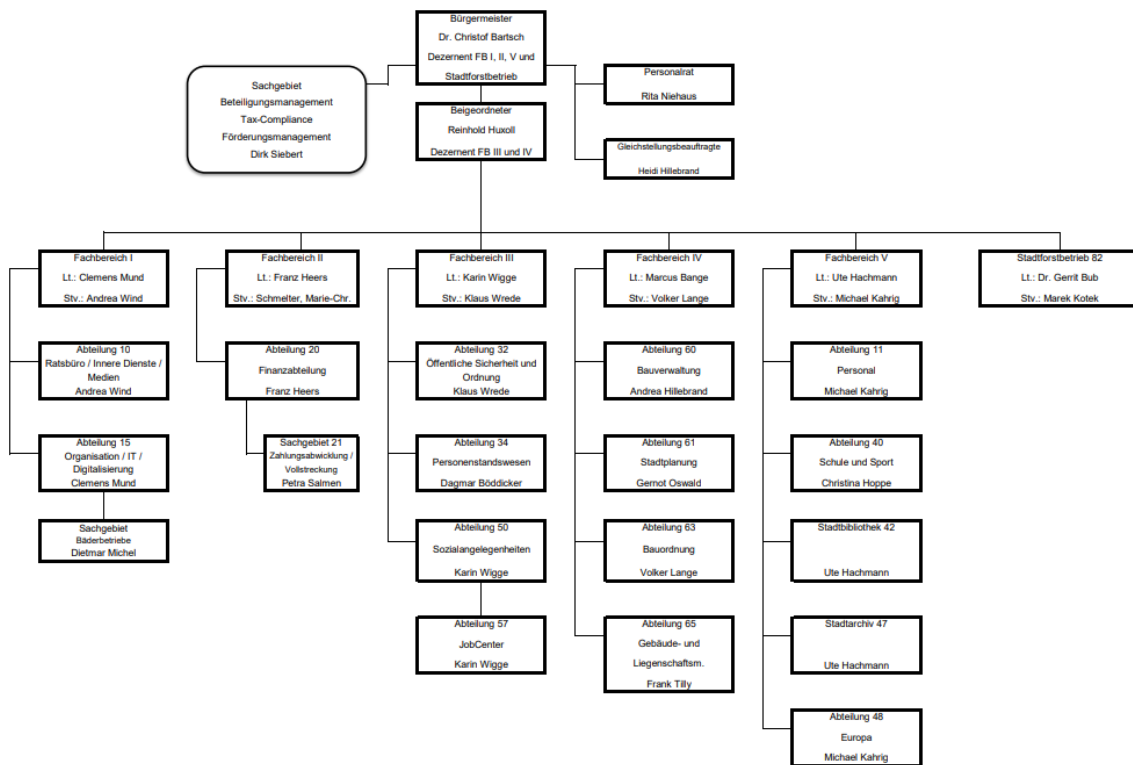 Bürgermeister
Dr. Christof Bartsch
Dezernent FB I, II, V und
Stadtforstbetrieb
Sachgebiet
Beteiligungsmanagement
Tax-Compliance
Förderungsmanagement
Dirk Siebert
Personalrat
Rita Niehaus
Beigeordneter
Reinhold Huxoll
Dezernent FB III und IV
Gleichstellungsbeauftragte
Heidi Hillebrand
Fachbereich I
Lt.: Clemens Mund
Stv.: Andrea Wind
Fachbereich II
Lt.: Franz Heers
Stv.: Schmelter, Marie-Chr.
Fachbereich III
Lt.: Karin Wigge
Stv.: Klaus Wrede
Fachbereich IV
Lt.: Marcus Bange
Stv.: Volker Lange
Fachbereich V
Lt.: Ute Hachmann
Stv.: Michael Kahrig
Stadtforstbetrieb 82
Lt.: Dr. Gerrit Bub
Stv.: Marek Kotek
Abteilung 10
Ratsbüro / Innere Dienste /
Medien
Andrea Wind
Abteilung 20
Finanzabteilung
Franz Heers
Abteilung 32
Öffentliche Sicherheit und
Ordnung
Klaus Wrede
Abteilung 60
Bauverwaltung
Andrea Hillebrand
Abteilung 11
Personal
Michael Kahrig
Abteilung 15
Organisation / IT /
Digitalisierung
Clemens Mund
Sachgebiet 21
Zahlungsabwicklung /
Vollstreckung
Petra Salmen
Abteilung 34
Personenstandswesen
Dagmar Böddicker
Abteilung 61
Stadtplanung
Gernot Oswald
Abteilung 40
Schule und Sport
Christina Hoppe
Sachgebiet
Bäderbetriebe
Dietmar Michel
Abteilung 50
Sozialangelegenheiten
Karin Wigge
Abteilung 63
Bauordnung
Volker Lange
Stadtbibliothek 42
Ute Hachmann
Abteilung 57
JobCenter
Karin Wigge
Abteilung 65
Gebäude- und
Liegenschaftsm.
Frank Tilly
Stadtarchiv 47
Ute Hachmann
Abteilung 48
Europa
Michael Kahrig